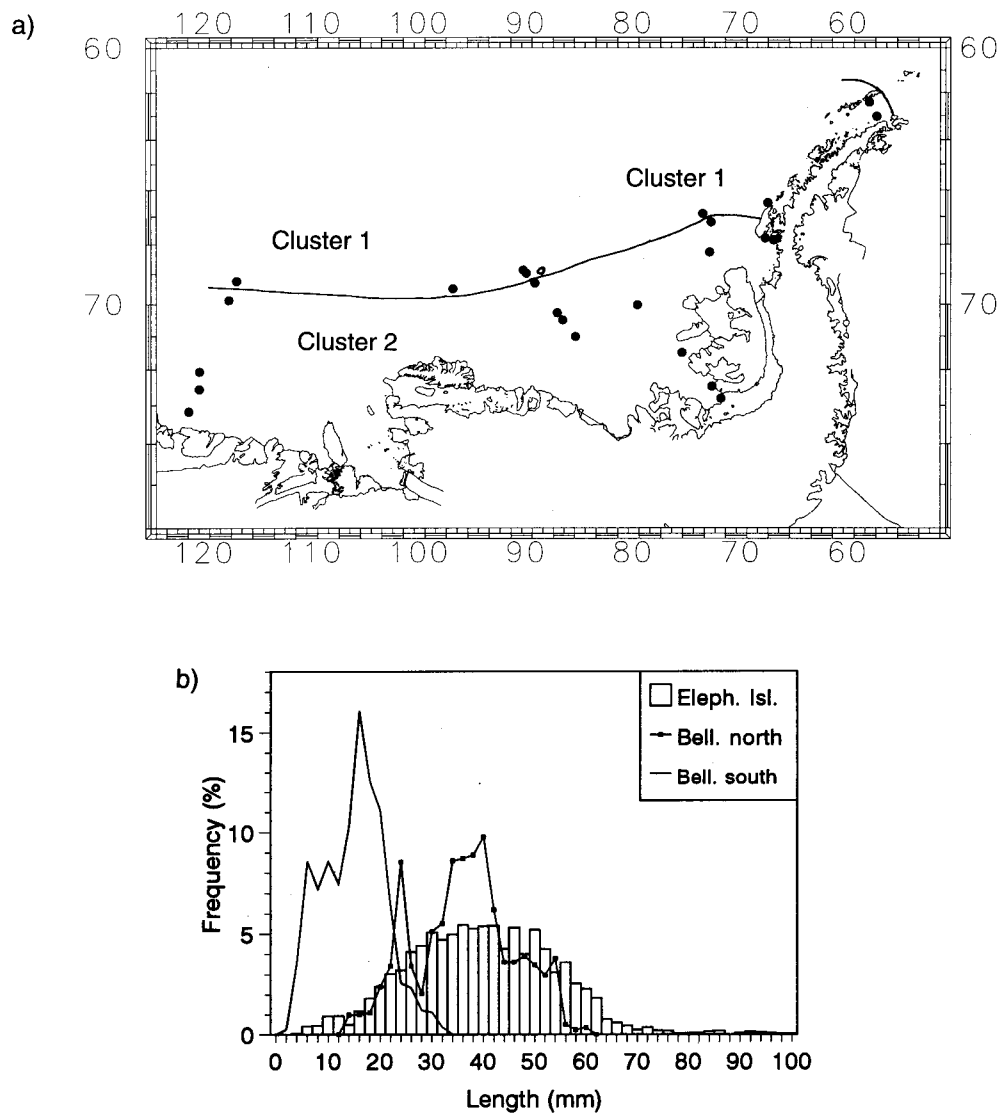 a)
120 110 100 90 80 70 60
60 60
Cluster 1
Cluster 1
70 70
Cluster 2
120 110 100 90 80 70 60
b)
Eleph. Isl.
Bell. north
Bell. south
15
10
5
0
Frequency (%)
0 10 20 30 40 50 60 70 80 90 100
Length (mm)